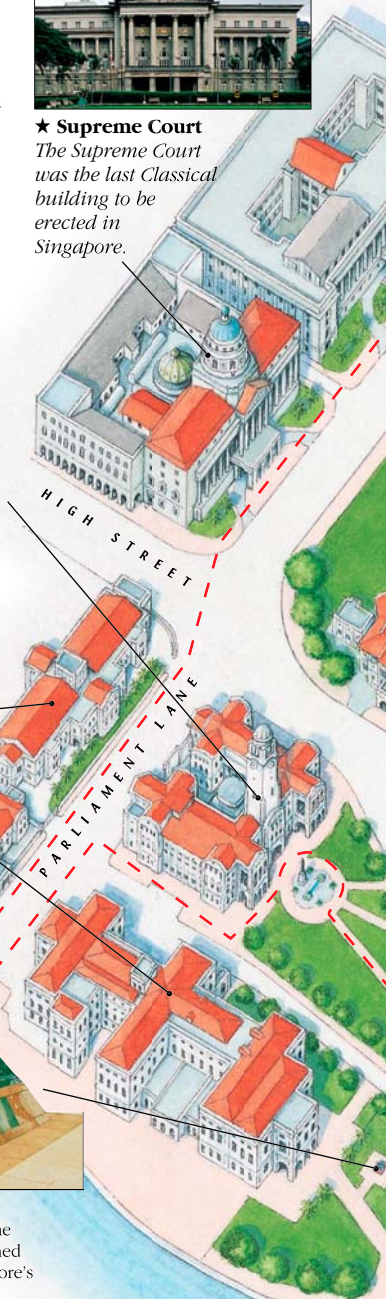 ★ Supreme Court
The Supreme Court
was the last Classical
building to be
erected in
Singapore.
HIGH STREET
PARLIAMENT LANE
ore's